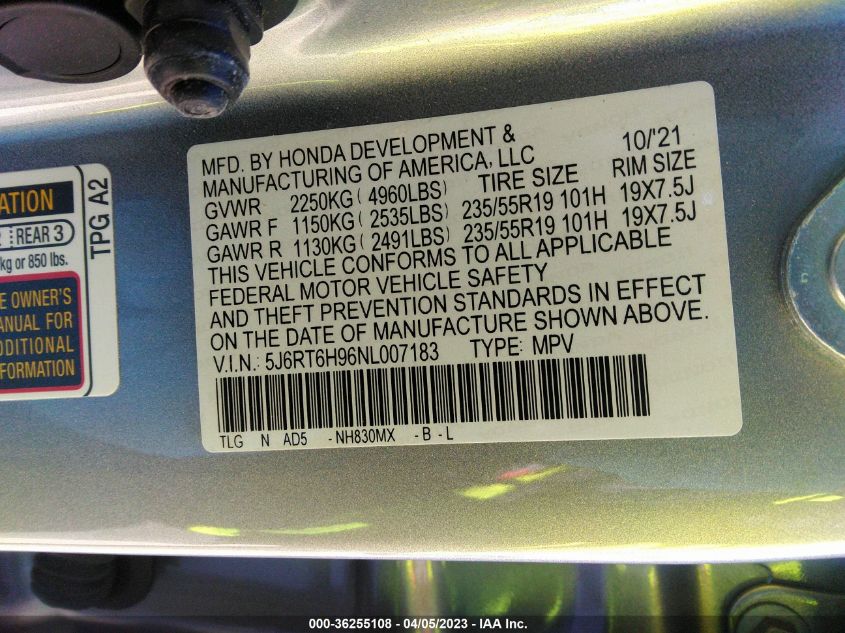 MFD. BY HONDA DEVELOPMENT & 10/'21
MANUFACTURING OF AMERICA, LLC
GVWR 2250KG( 4960LBS) TIRE SIZE RIM SIZE
GAWR F 1150KG( 2535LBS) 235/55R19 101H 19X7.5J
GAWR R 1130KG( 2491LBS) 235/55R19 101H 19X7.5J
THIS VEHICLE CONFORMS TO ALL APPLICABLE
FEDERAL MOTOR VEHICLE SAFETY
AND THEFT PREVENTION STANDARDS IN EFFECT
ON THE DATE OF MANUFACTURE SHOWN ABOVE.
V.I.N.: 5J6RT6H96NL007183 TYPE: MPV
TLG N AD5 -NH830MX -B -L
TPG A2
REAR 3
kg or 850 lbs.
OWNER'S
FOR
000-36255108 - 04/05/2023 - IAA Inc.